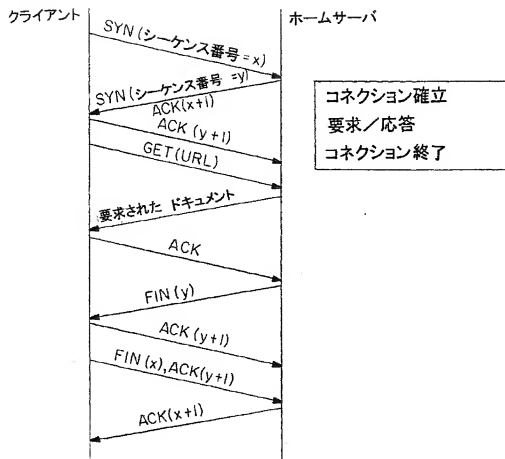 クライアント
ホームサーバ
SYN(シーケンス番号=x)
SYN(シーケンス番号=y)
ACK(x+1)
ACK(y+1)
GET(URL)
コネクション確立
要求/応答
コネクション終了
要求された ドキュメント
ACK
FIN(y)
ACK(y+1)
FIN(x),ACK(y+1)
ACK(x+1)